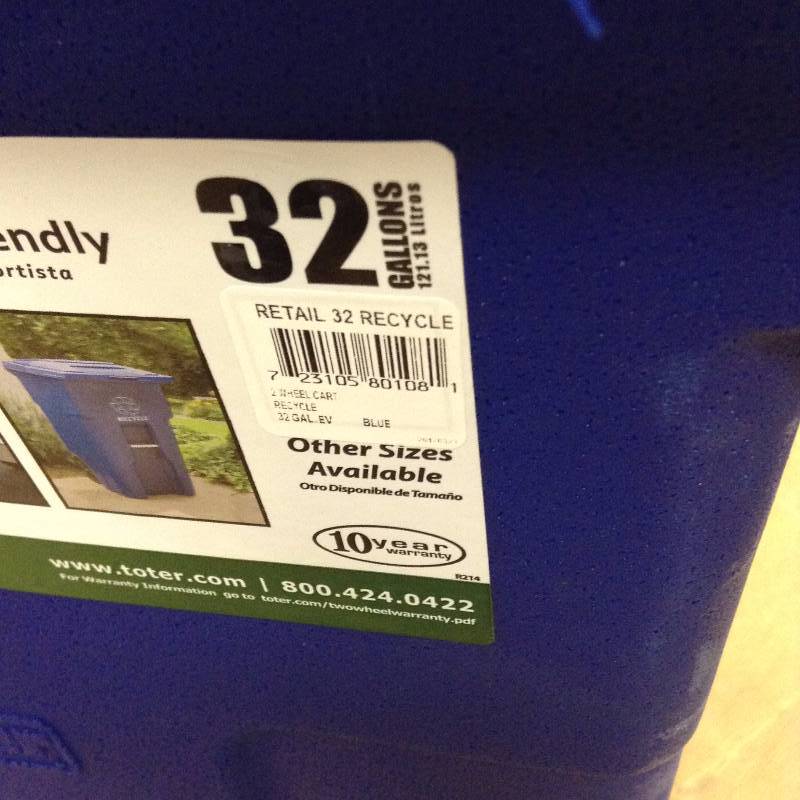 32
GALLONS
121.13 Litros
endly
ortista
RETAIL 32 RECYCLE
7 23105 80108 1
2 WHEEL CART
RECYCLE
32 GAL. EV BLUE
RECYCLE
Other Sizes
Available
Otro Disponible de Tamaño
10 year
warranty
R214
www.toter.com | 800.424.0422
For Warranty Information go to toter.com/twowheelwarranty.pdf